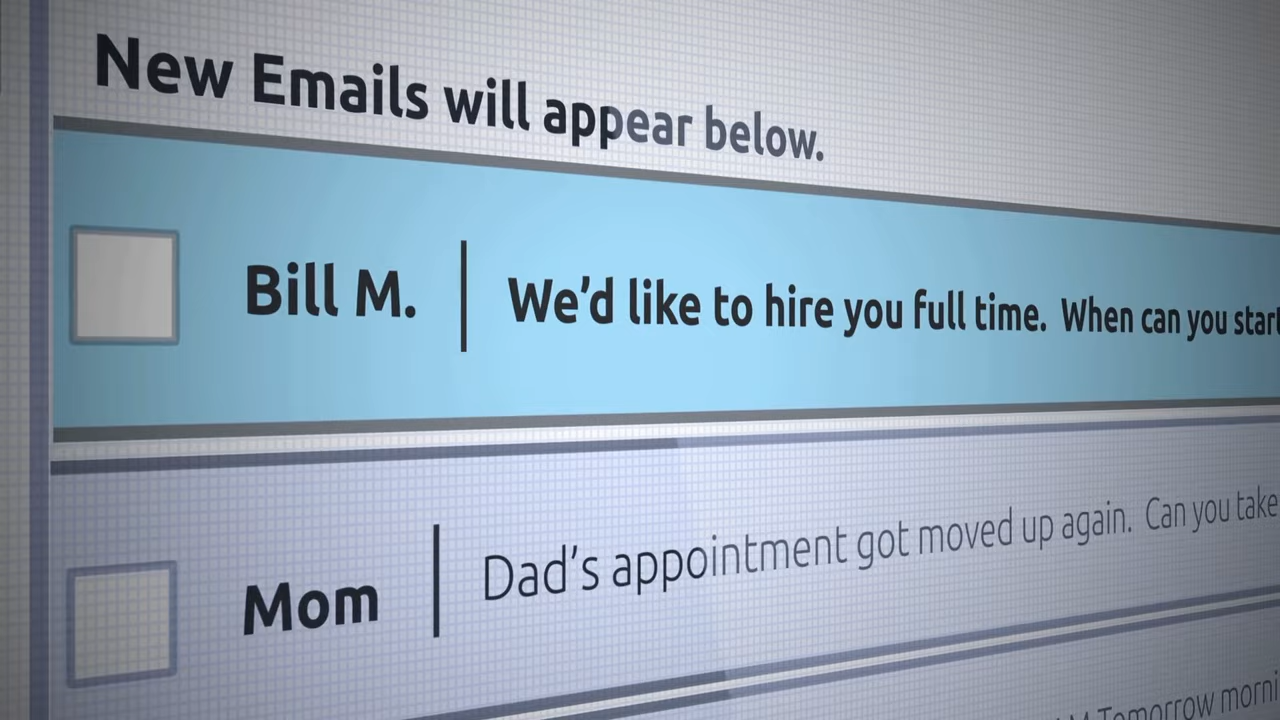 New Emails will appear below.
Bill M. | We’d like to hire you full time. When can you start
Mom | Dad’s appointment got moved up again. Can you take
Tomorrow morni